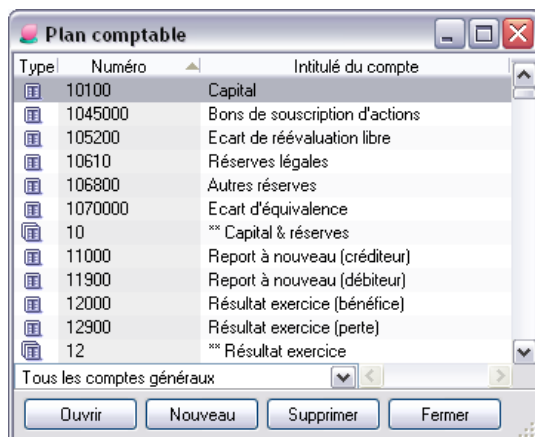 Plan comptable
Type Numéro Intitulé du compte
10100 Capital
1045000 Bons de souscription d'actions
105200 Ecart de réévaluation libre
10610 Réserves légales
106800 Autres réserves
1070000 Ecart d'équivalence
10 ** Capital & réserves
11000 Report à nouveau (créditeur)
11900 Report à nouveau (débiteur)
12000 Résultat exercice (bénéfice)
12900 Résultat exercice (perte)
12 ** Résultat exercice
Tous les comptes généraux
Ouvrir Nouveau Supprimer Fermer